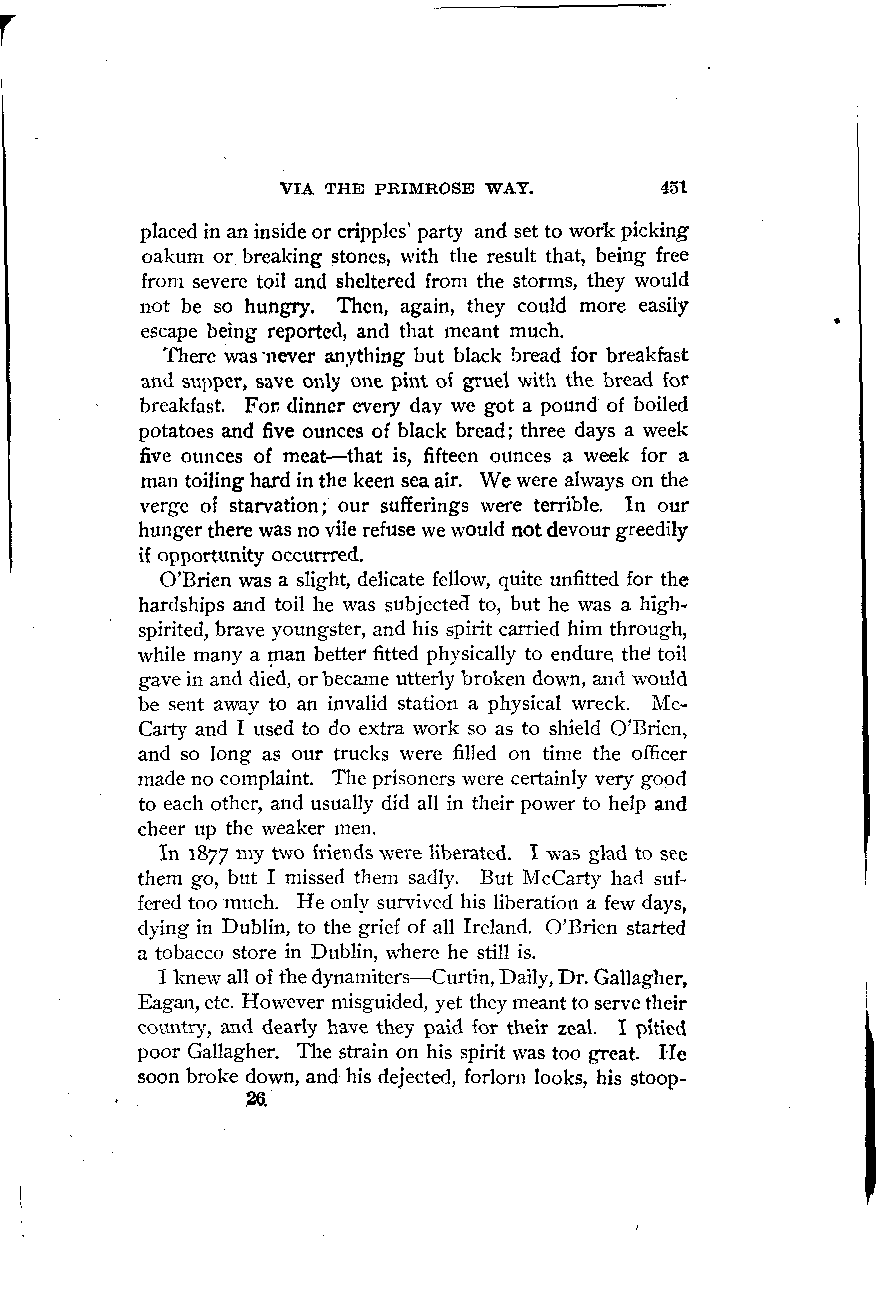 VIA THE PRIMROSE WAY. 451
placed in an inside or cripples' party and set to work picking
oakum or breaking stones, with the result that, being free
from severe toil and sheltered from the storms, they would
not be so hungry. Then, again, they could more easily
escape being reported, and that meant much.
There was never anything but black bread for breakfast
and supper, save only one pint of gruel with the bread for
breakfast. For dinner every day we got a pound of boiled
potatoes and five ounces of black bread; three days a week
five ounces of meat—that is, fifteen ounces a week for a
man toiling hard in the keen sea air. We were always on the
verge of starvation; our sufferings were terrible. In our
hunger there was no vile refuse we would not devour greedily
if opportunity occurrred.
O'Brien was a slight, delicate fellow, quite unfitted for the
hardships and toil he was subjected to, but he was a high-
spirited, brave youngster, and his spirit carried him through,
while many a man better fitted physically to endure the toil
gave in and died, or became utterly broken down, and would
be sent away to an invalid station a physical wreck. Mc-
Carty and I used to do extra work so as to shield O'Brien,
and so long as our trucks were filled on time the officer
made no complaint. The prisoners were certainly very good
to each other, and usually did all in their power to help and
cheer up the weaker men.
In 1877 my two friends were liberated. I was glad to see
them go, but I missed them sadly. But McCarty had suf-
fered too much. He only survived his liberation a few days,
dying in Dublin, to the grief of all Ireland. O'Brien started
a tobacco store in Dublin, where he still is.
I knew all of the dynamiters—Curtin, Daily, Dr. Gallagher,
Eagan, etc. However misguided, yet they meant to serve their
country, and dearly have they paid for their zeal. I pitied
poor Gallagher. The strain on his spirit was too great. He
soon broke down, and his dejected, forlorn looks, his stoop-
26